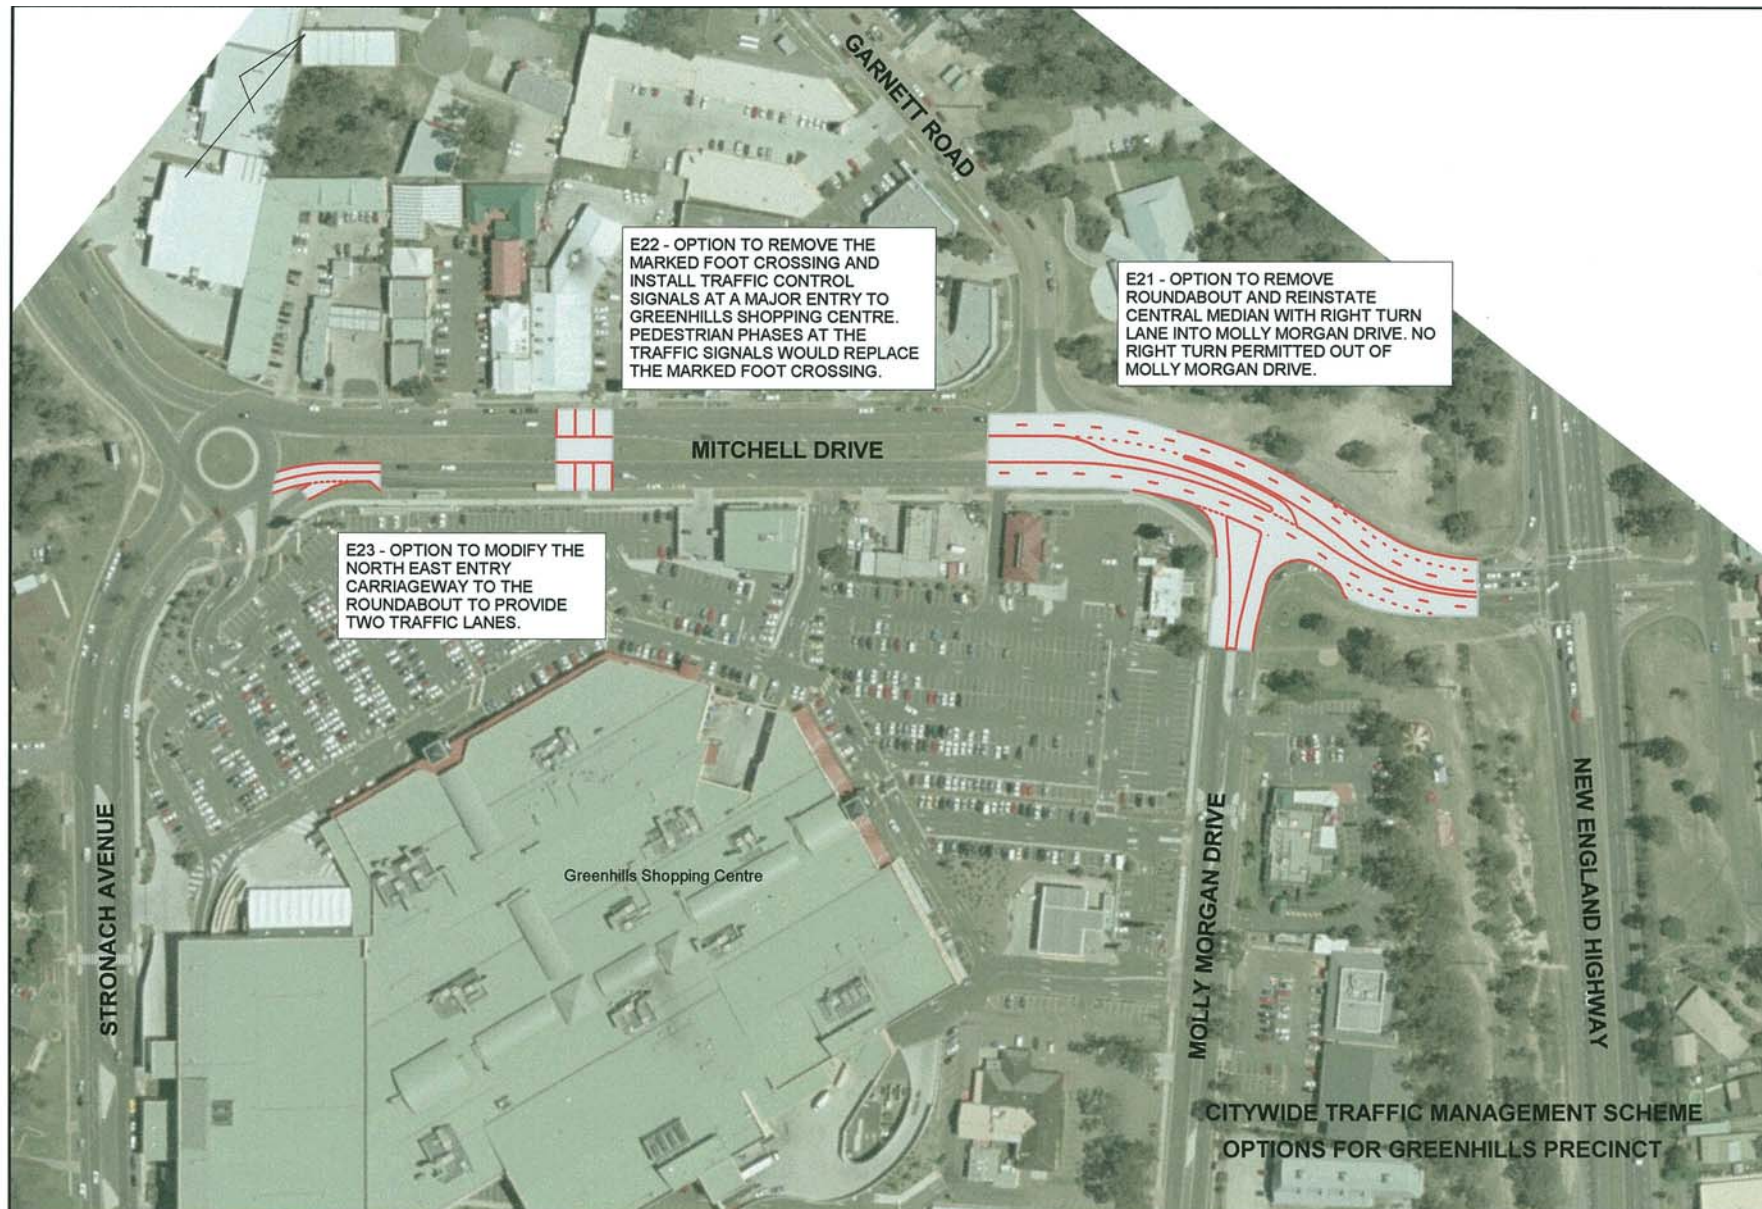 GARNETT ROAD
E22 - OPTION TO REMOVE THE
MARKED FOOT CROSSING AND
INSTALL TRAFFIC CONTROL
SIGNALS AT A MAJOR ENTRY TO
GREENHILLS SHOPPING CENTRE.
PEDESTRIAN PHASES AT THE
TRAFFIC SIGNALS WOULD REPLACE
THE MARKED FOOT CROSSING.
E21 - OPTION TO REMOVE
ROUNDABOUT AND REINSTATE
CENTRAL MEDIAN WITH RIGHT TURN
LANE INTO MOLLY MORGAN DRIVE. NO
RIGHT TURN PERMITTED OUT OF
MOLLY MORGAN DRIVE.
MITCHELL DRIVE
E23 - OPTION TO MODIFY THE
NORTH EAST ENTRY
CARRIAGEWAY TO THE
ROUNDABOUT TO PROVIDE
TWO TRAFFIC LANES.
STRONACH AVENUE
Greenhills Shopping Centre
MOLLY MORGAN DRIVE
NEW ENGLAND HIGHWAY
CITYWIDE TRAFFIC MANAGEMENT SCHEME
OPTIONS FOR GREENHILLS PRECINCT